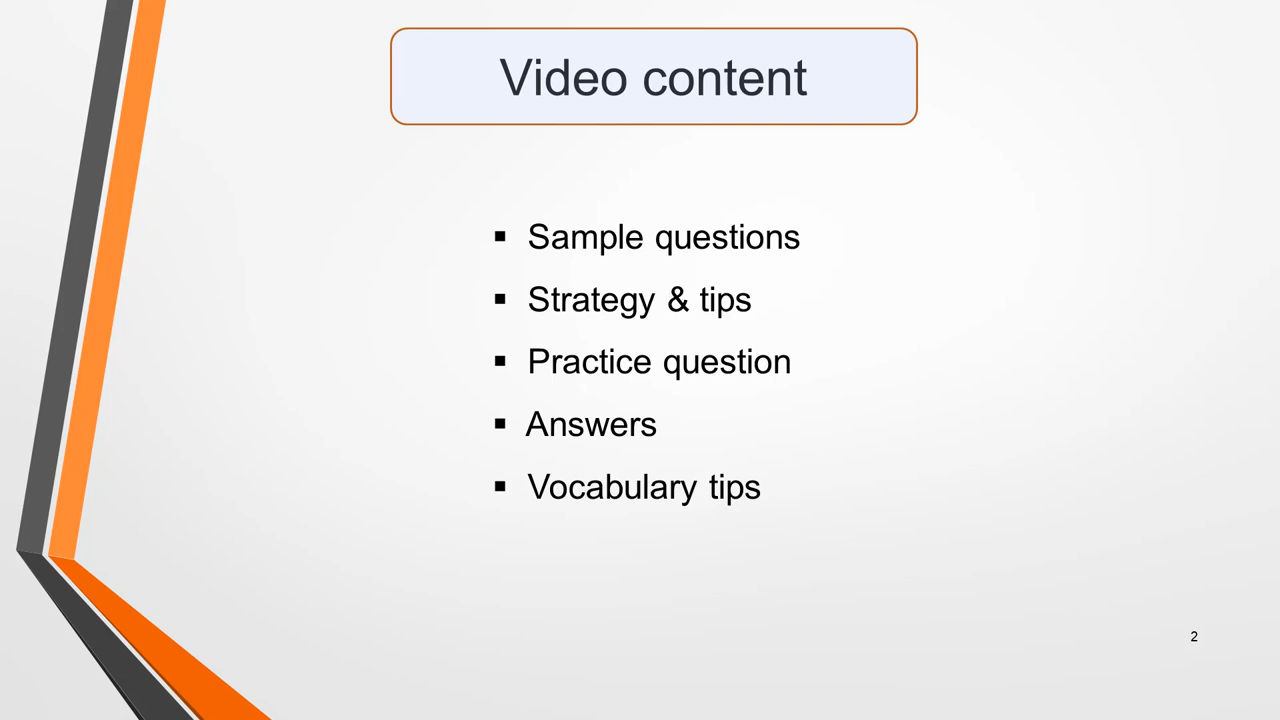 Video content
▪ Sample questions
▪ Strategy & tips
▪ Practice question
▪ Answers
▪ Vocabulary tips
2